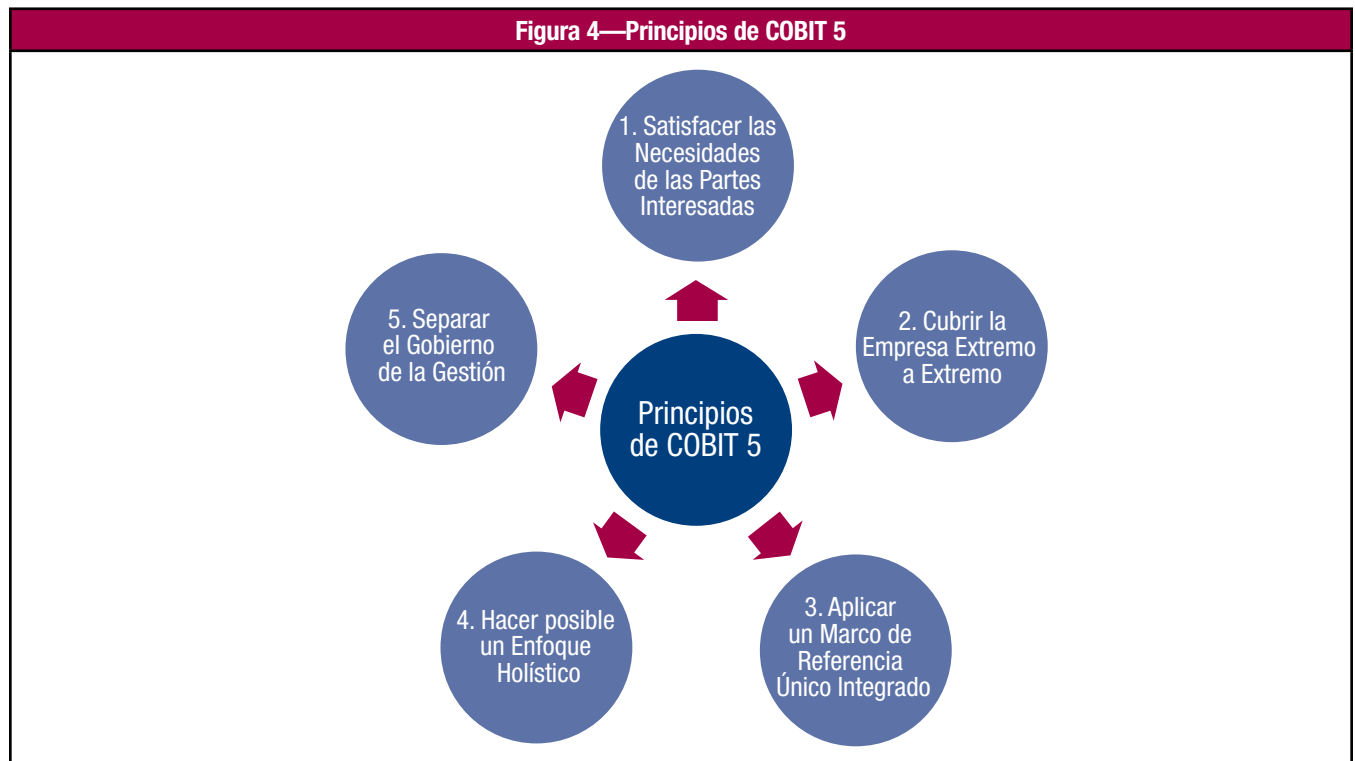 Figura 4—Principios de COBIT 5
1. Satisfacer las
Necesidades
de las Partes
Interesadas
2. Cubrir la
Empresa Extremo
a Extremo
3. Aplicar
un Marco de
Referencia
Único Integrado
4. Hacer posible
un Enfoque
Holístico
5. Separar
el Gobierno
de la Gestión
Principios
de COBIT 5